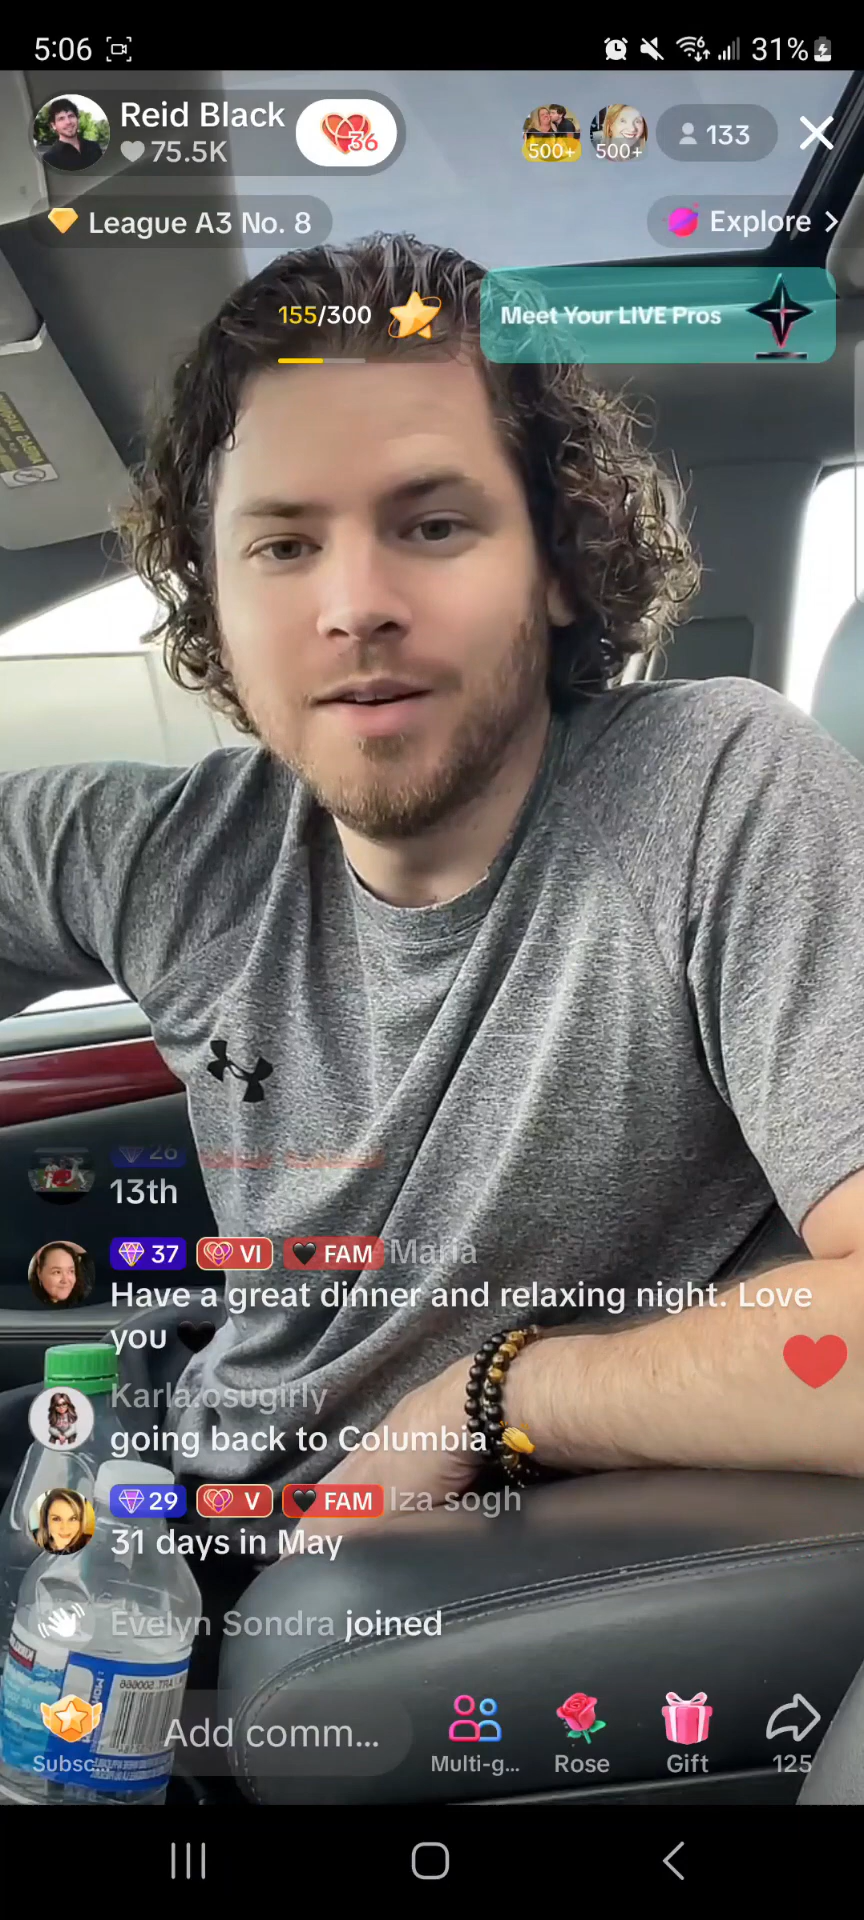 5:06
31%
Reid Black
75.5K
36
500+
500+
133
League A3 No. 8
Explore
155/300
Meet Your LIVE Pros
26
13th
37 VI FAM Maria
Have a great dinner and relaxing night. Love
you
Karla.osugirly
going back to Columbia
29 V FAM Iza sogh
31 days in May
Evelyn Sondra joined
Add comm...
Subsc...
Multi-g...
Rose
Gift
125